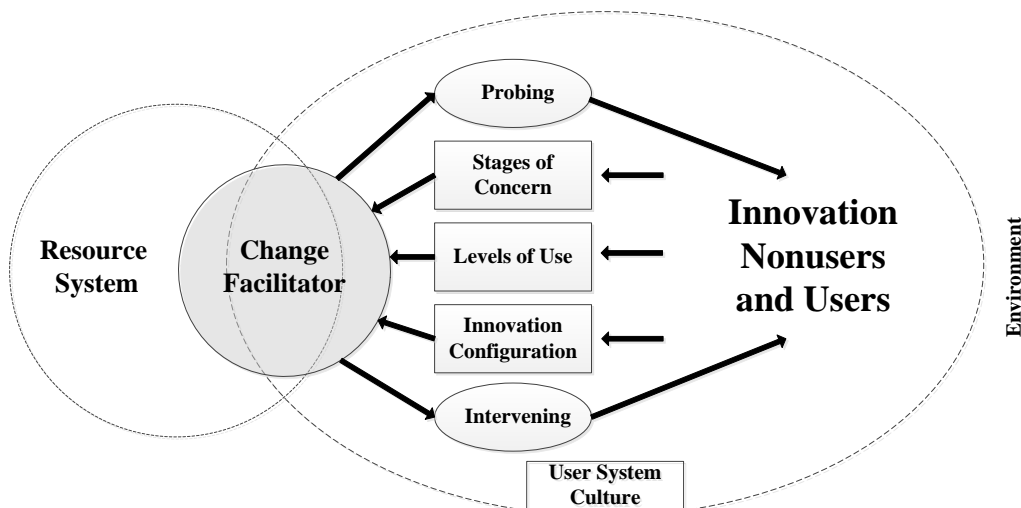 Probing
Stages of
Concern
Resource
System
Change
Facilitator
Levels of Use
Innovation
Nonusers
and Users
Environment
Innovation
Configuration
Intervening
User System
Culture